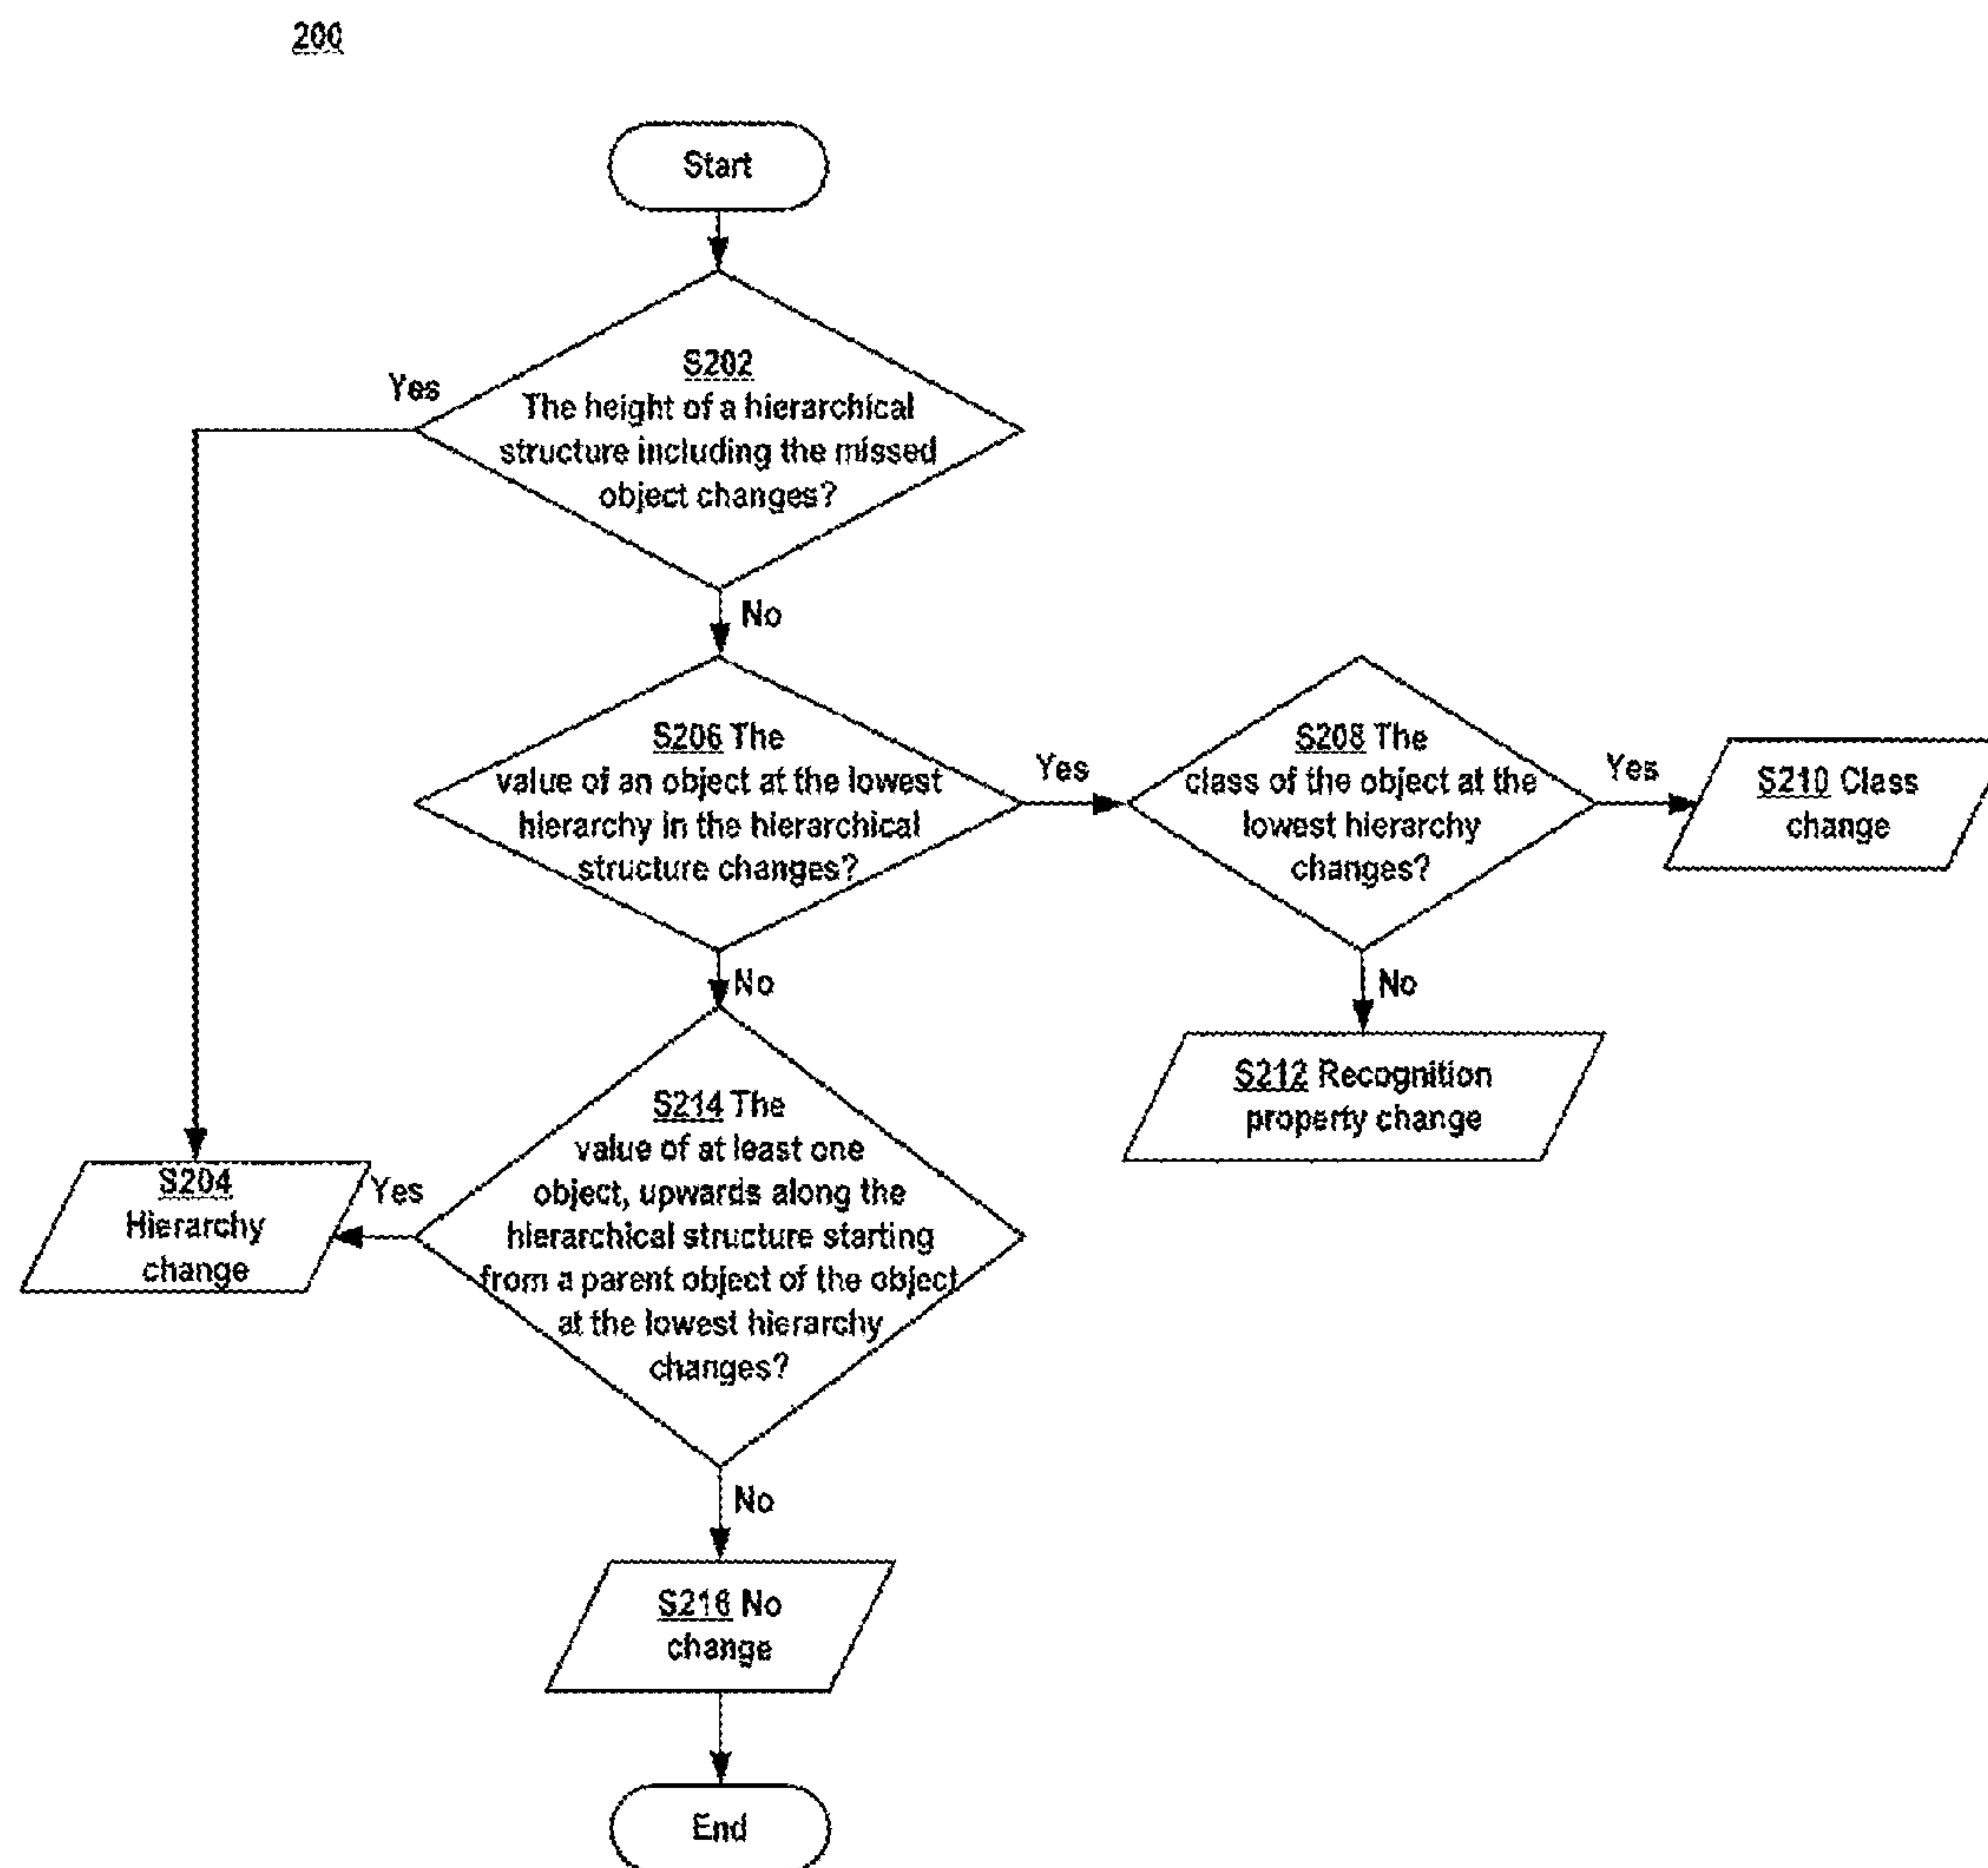 200
Start
S202
The height of a hierarchical
structure including the missed
object changes?
Yes
No
S206 The
value of an object at the lowest
hierarchy in the hierarchical
structure changes?
Yes
S208 The
class of the object at the
lowest hierarchy
changes?
Yes
S210 Class
change
No
No
S212 Recognition
property change
S214 The
value of at least one
object, upwards along the
hierarchical structure starting
from a parent object of the object
at the lowest hierarchy
changes?
Yes
S204
Hierarchy
change
No
S216 No
change
End